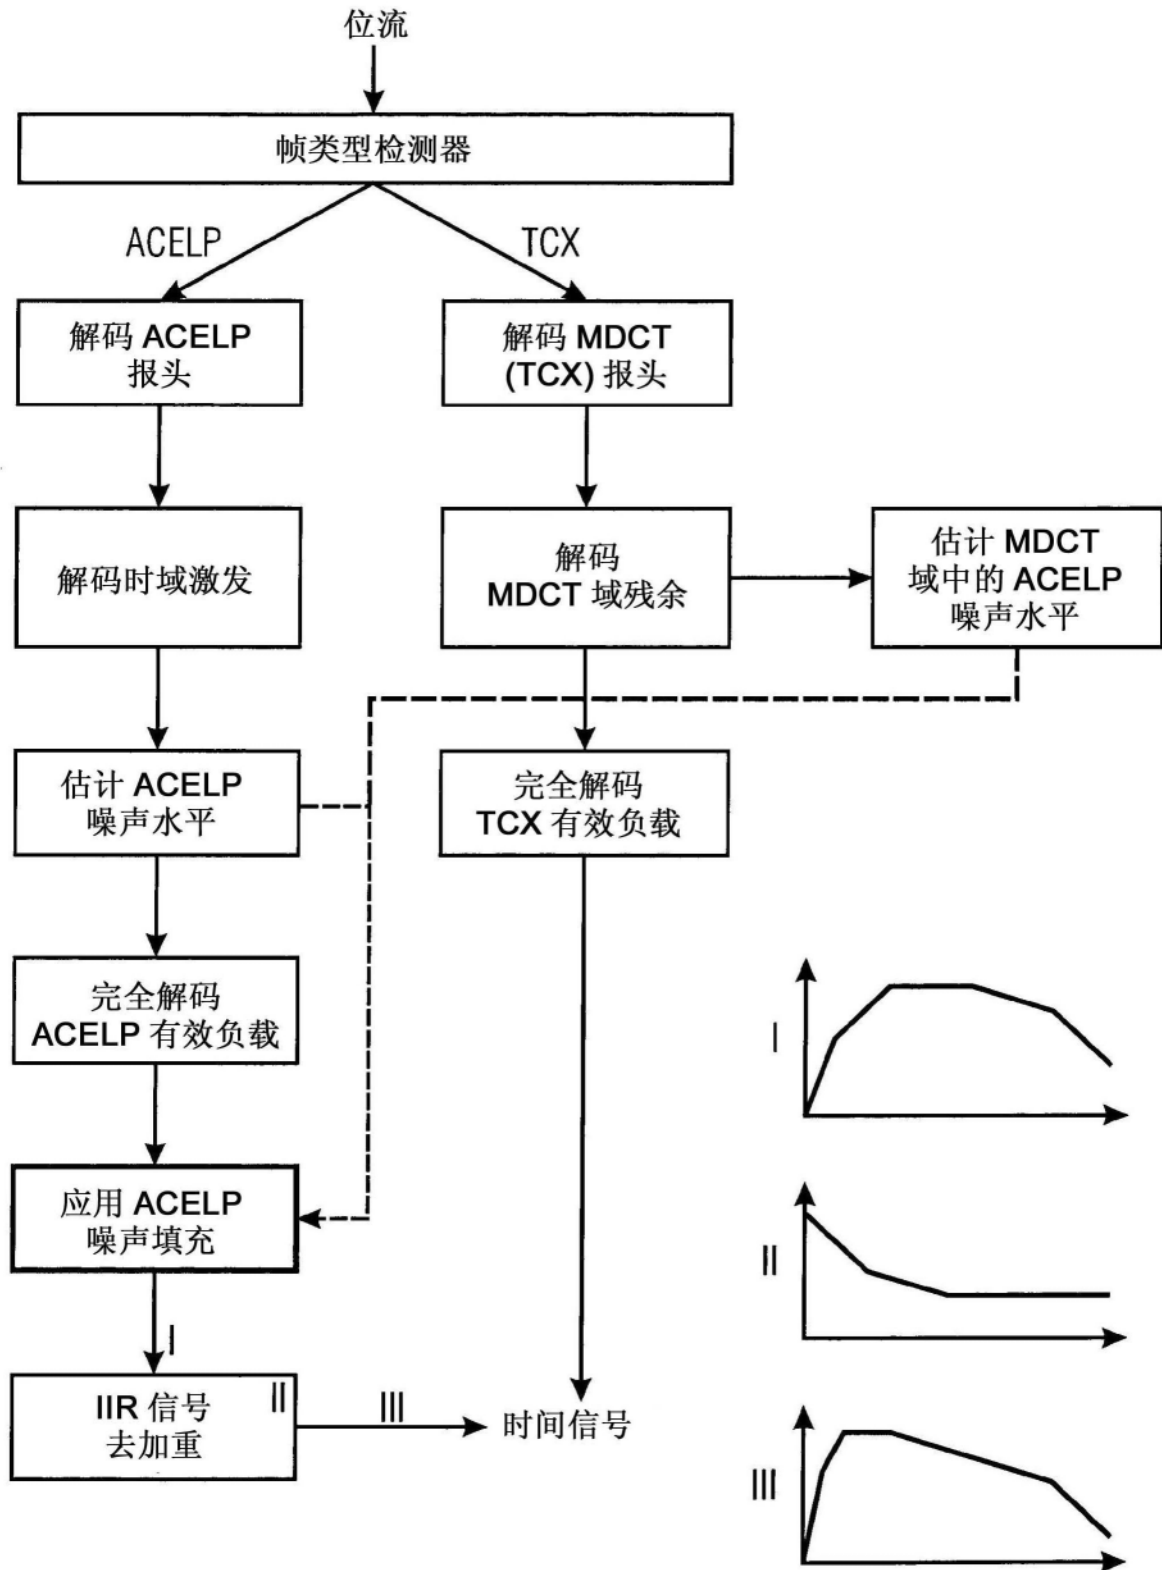 位流
帧类型检测器
ACELP
TCX
解码 ACELP
报头
解码 MDCT
(TCX) 报头
解码时域激发
解码
MDCT 域残余
估计 MDCT
域中的 ACELP
噪声水平
估计 ACELP
噪声水平
完全解码
TCX 有效负载
完全解码
ACELP 有效负载
应用 ACELP
噪声填充
I
IIR 信号
去加重
II
III
时间信号
I
II
III